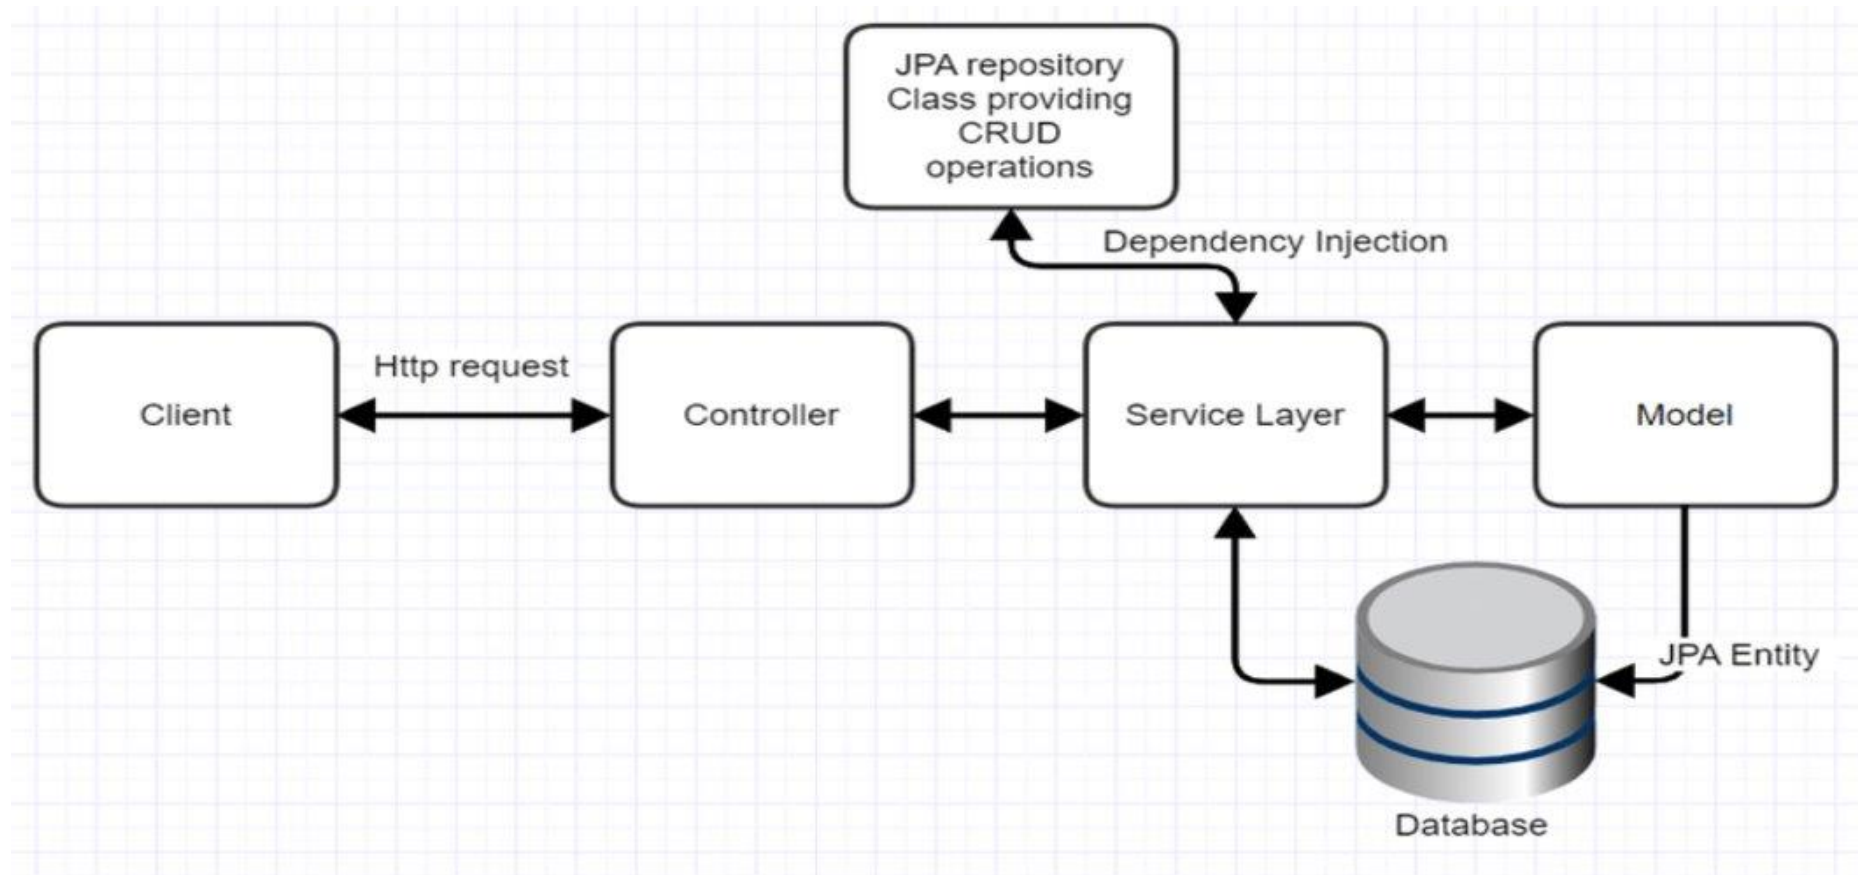 JPA repository
Class providing
CRUD
operations
Dependency Injection
Http request
Client
Controller
Service Layer
Model
JPA Entity
Database